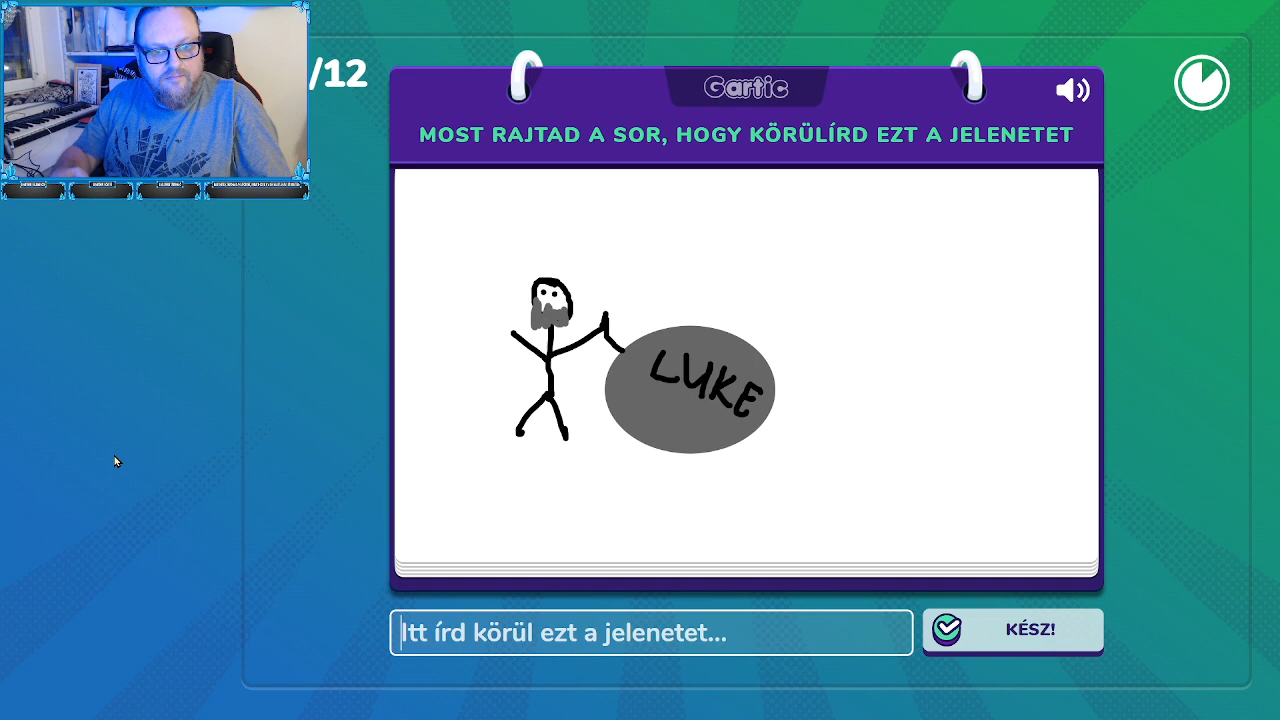 /12
Gartic
MOST RAJTAD A SOR, HOGY KÖRÜLÍRD EZT A JELENETET
LUKE
Itt írd körül ezt a jelenetet...
KÉSZ!